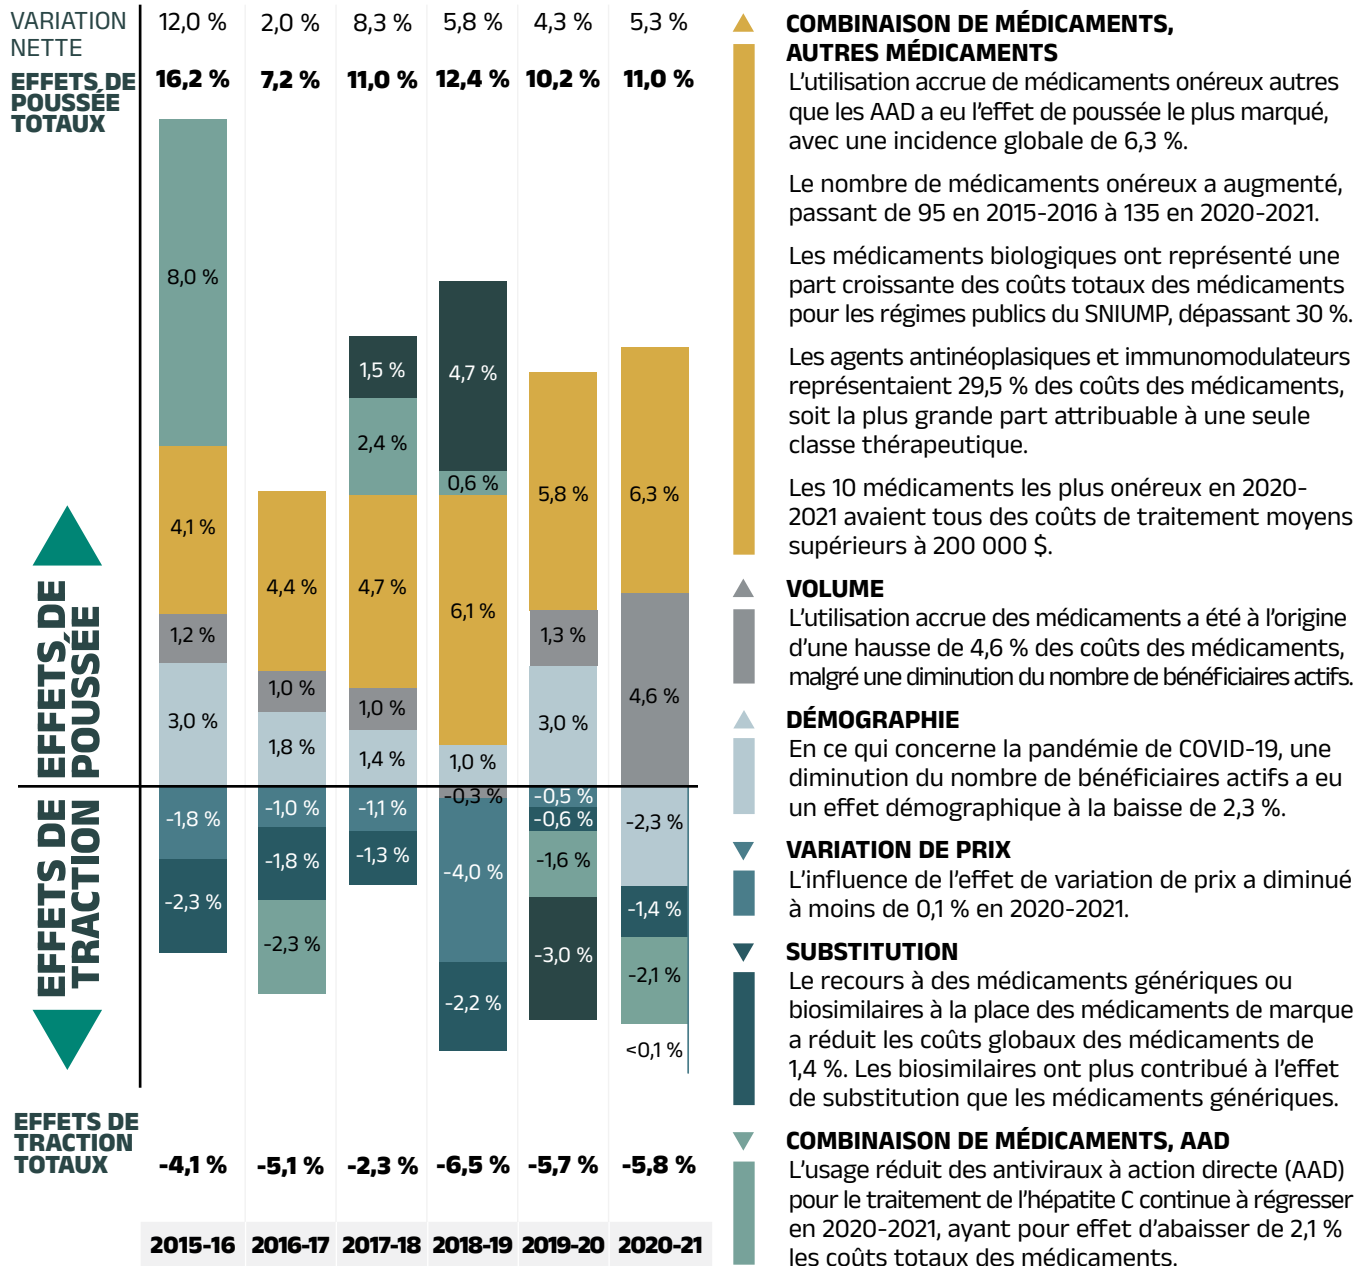 VARIATION
NETTE
12,0 % 2,0 % 8,3 % 5,8 % 4,3 % 5,3 %
EFFETS DE
POUSSÉE
TOTAUX
16,2 % 7,2 % 11,0 % 12,4 % 10,2 % 11,0 %
EFFETS DE
POUSSÉE
EFFETS DE
TRACTION
8,0 %
4,1 %
1,2 %
3,0 %
-1,8 %
-2,3 %
4,4 %
1,0 %
1,8 %
-1,0 %
-1,8 %
-2,3 %
1,5 %
2,4 %
4,7 %
1,0 %
1,4 %
-1,1 %
-1,3 %
4,7 %
0,6 %
6,1 %
1,0 %
-0,3 %
-4,0 %
-2,2 %
5,8 %
1,3 %
3,0 %
-0,5 %
-0,6 %
-1,6 %
-3,0 %
6,3 %
4,6 %
-2,3 %
-1,4 %
-2,1 %
<0,1 %
EFFETS DE
TRACTION
TOTAUX
-4,1 % -5,1 % -2,3 % -6,5 % -5,7 % -5,8 %
2015-16 2016-17 2017-18 2018-19 2019-20 2020-21
COMBINAISON DE MÉDICAMENTS,
AUTRES MÉDICAMENTS
L'utilisation accrue de médicaments onéreux autres
que les AAD a eu l'effet de poussée le plus marqué,
avec une incidence globale de 6,3 %.
Le nombre de médicaments onéreux a augmenté,
passant de 95 en 2015-2016 à 135 en 2020-2021.
Les médicaments biologiques ont représenté une
part croissante des coûts totaux des médicaments
pour les régimes publics du SNIUMP, dépassant 30 %.
Les agents antinéoplasiques et immunomodulateurs
représentaient 29,5 % des coûts des médicaments,
soit la plus grande part attribuable à une seule
classe thérapeutique.
Les 10 médicaments les plus onéreux en 2020-
2021 avaient tous des coûts de traitement moyens
supérieurs à 200 000 $.
VOLUME
L'utilisation accrue des médicaments a été à l'origine
d'une hausse de 4,6 % des coûts des médicaments,
malgré une diminution du nombre de bénéficiaires actifs.
DÉMOGRAPHIE
En ce qui concerne la pandémie de COVID-19, une
diminution du nombre de bénéficiaires actifs a eu
un effet démographique à la baisse de 2,3 %.
VARIATION DE PRIX
L'influence de l'effet de variation de prix a diminué
à moins de 0,1 % en 2020-2021.
SUBSTITUTION
Le recours à des médicaments génériques ou
biosimilaires à la place des médicaments de marque
a réduit les coûts globaux des médicaments de
1,4 %. Les biosimilaires ont plus contribué à l'effet
de substitution que les médicaments génériques.
COMBINAISON DE MÉDICAMENTS, AAD
L'usage réduit des antiviraux à action directe (AAD)
pour le traitement de l'hépatite C continue à régresser
en 2020-2021, ayant pour effet d'abaisser de 2,1 %
les coûts totaux des médicaments.